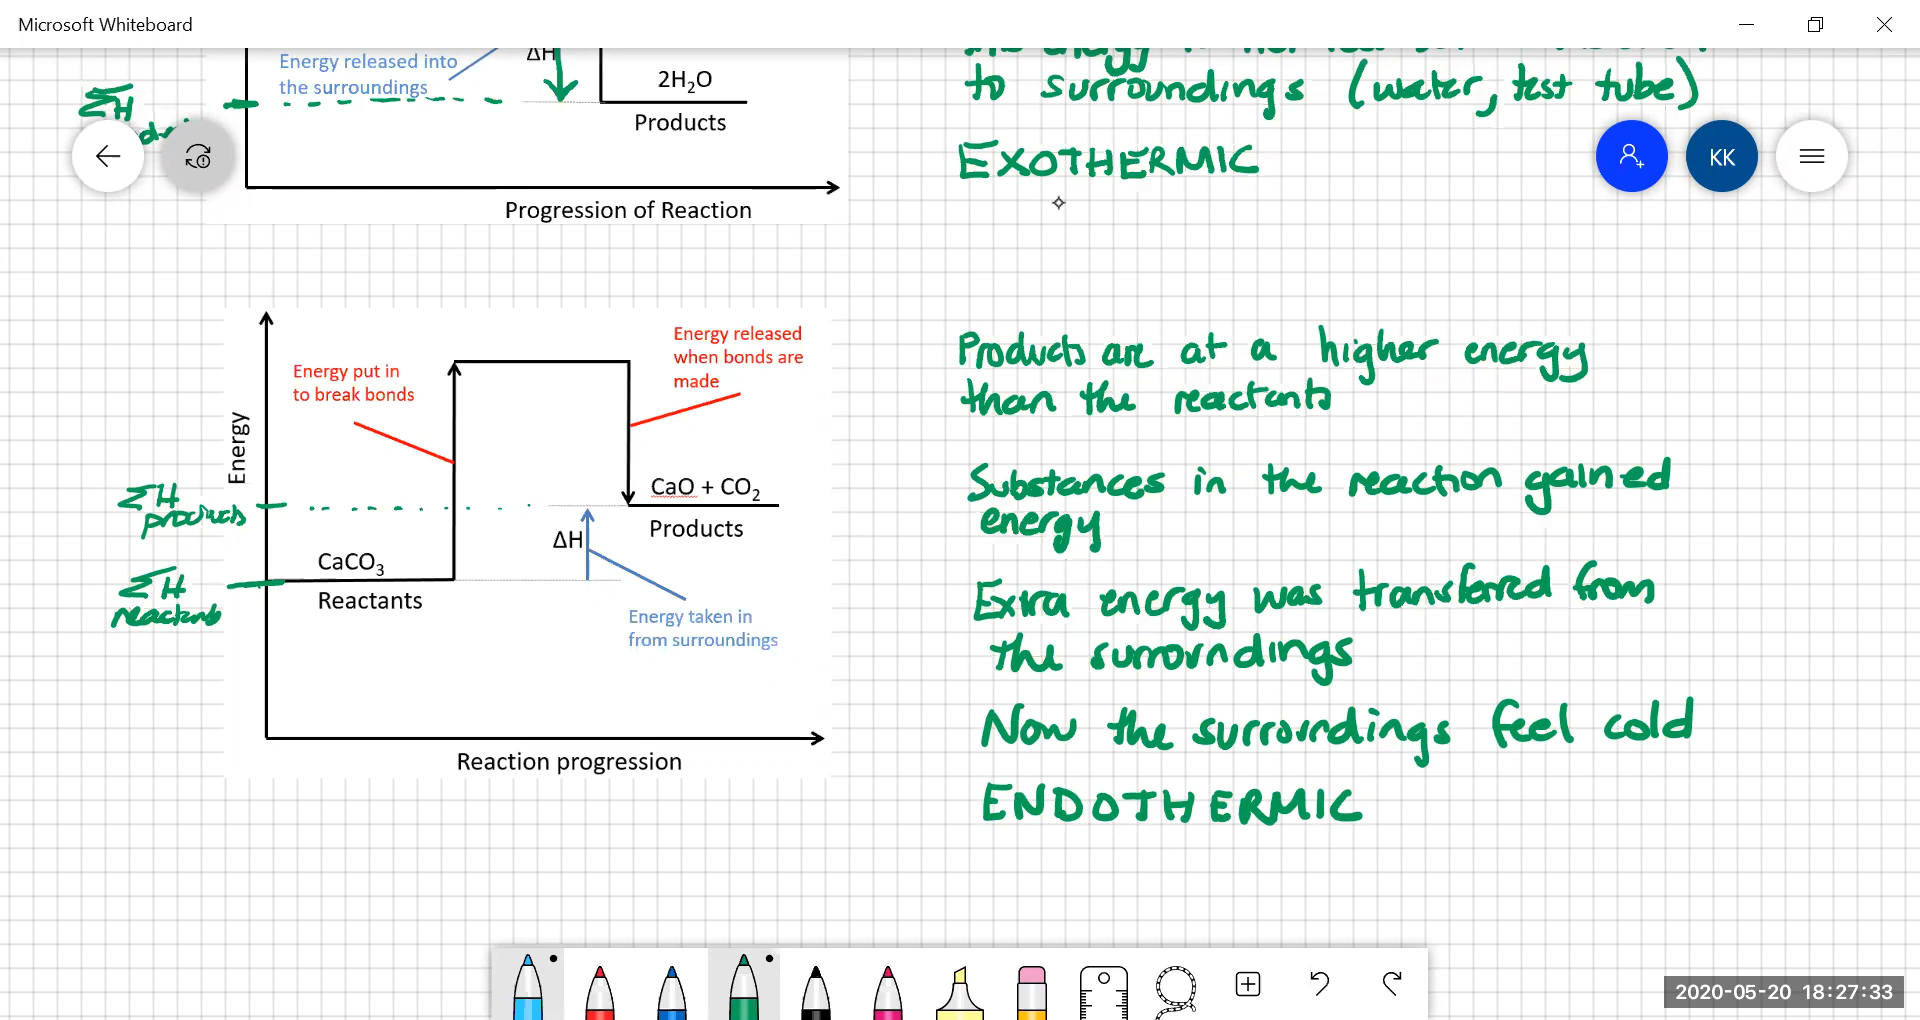 Microsoft Whiteboard
Energy released into
the surroundings
ΔH
2H₂O
Products
ΣH
Progression of Reaction
to surroundings (water, test tube)
EXOTHERMIC
KK
Energy
Energy put in
to break bonds
Energy released
when bonds are
made
ΣH
products
CaO + CO₂
Products
ΔH
CaCO₃
Reactants
ΣH
reactants
Energy taken in
from surroundings
Reaction progression
Products are at a higher energy
than the reactants
Substances in the reaction gained
energy
Extra energy was transferred from
the surroundings
Now the surroundings feel cold
ENDOTHERMIC
2020-05-20 18:27:33